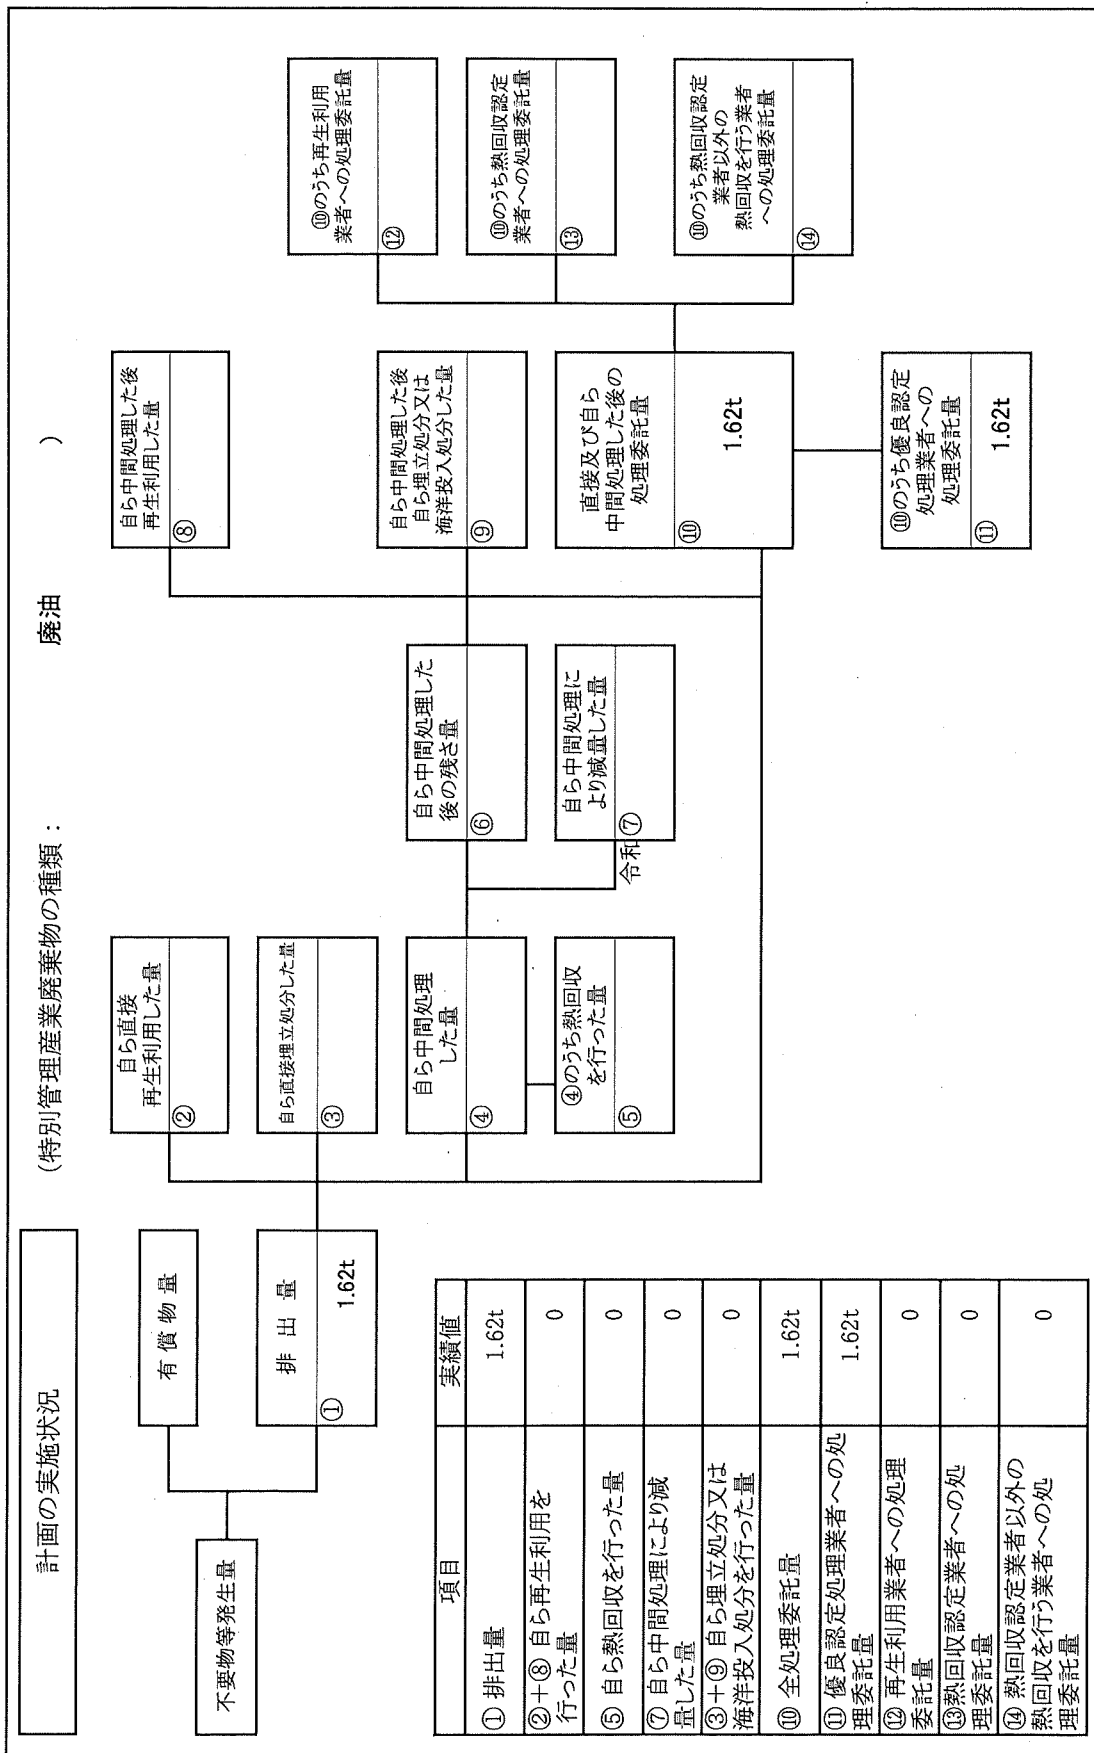 計画の実施状況
(特別管理産業廃棄物の種類： 廃油 )
不要物等発生量
有償物量
排出量
①
1.62t
自ら直接
再生利用した量
②
自ら直接埋立処分した量
③
自ら中間処理
した量
④
④のうち熱回収
を行った量
⑤
自ら中間処理した
後の残さ量
⑥
自ら中間処理に
より減量した量
⑦
令和
自ら中間処理した後
再生利用した量
⑧
自ら中間処理した後
自ら埋立処分又は
海洋投入処分した量
⑨
直接及び自ら
中間処理した後の
処理委託量
⑩
1.62t
⑩のうち優良認定
処理業者への
処理委託量
⑪
1.62t
⑩のうち再生利用
業者への処理委託量
⑫
⑩のうち熱回収認定
業者への処理委託量
⑬
⑩のうち熱回収認定
業者以外の
熱回収を行う業者
への処理委託量
⑭
項目 実績値
① 排出量 1.62t
②+⑧ 自ら再生利用を
行った量 0
⑤ 自ら熱回収を行った量 0
⑦ 自ら中間処理により減
量した量 0
③+⑨ 自ら埋立処分又は
海洋投入処分を行った量 0
⑩ 全処理委託量 1.62t
⑪ 優良認定処理業者への処
理委託量 1.62t
⑫ 再生利用業者への処理
委託量 0
⑬熱回収認定業者への処
理委託量 0
⑭ 熱回収認定業者以外の
熱回収を行う業者への処
理委託量 0